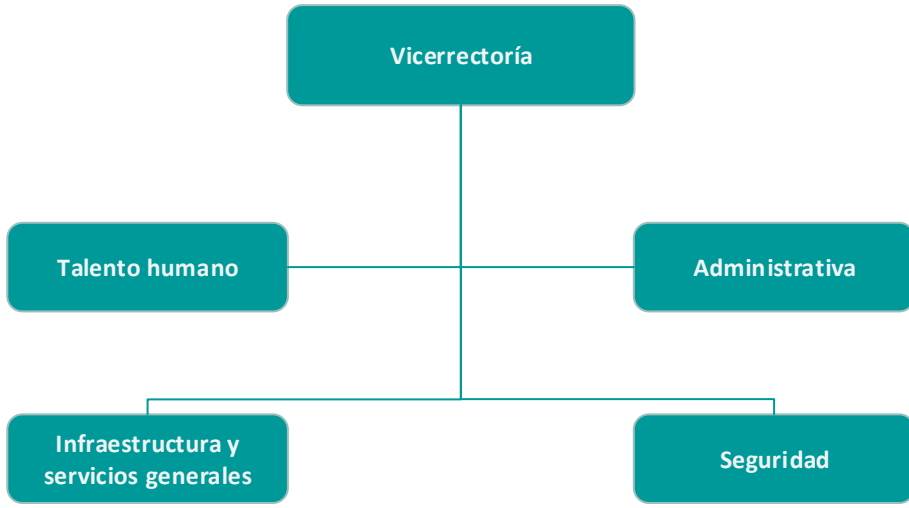 Vicerrectoría
Talento humano
Administrativa
Infraestructura y
servicios generales
Seguridad